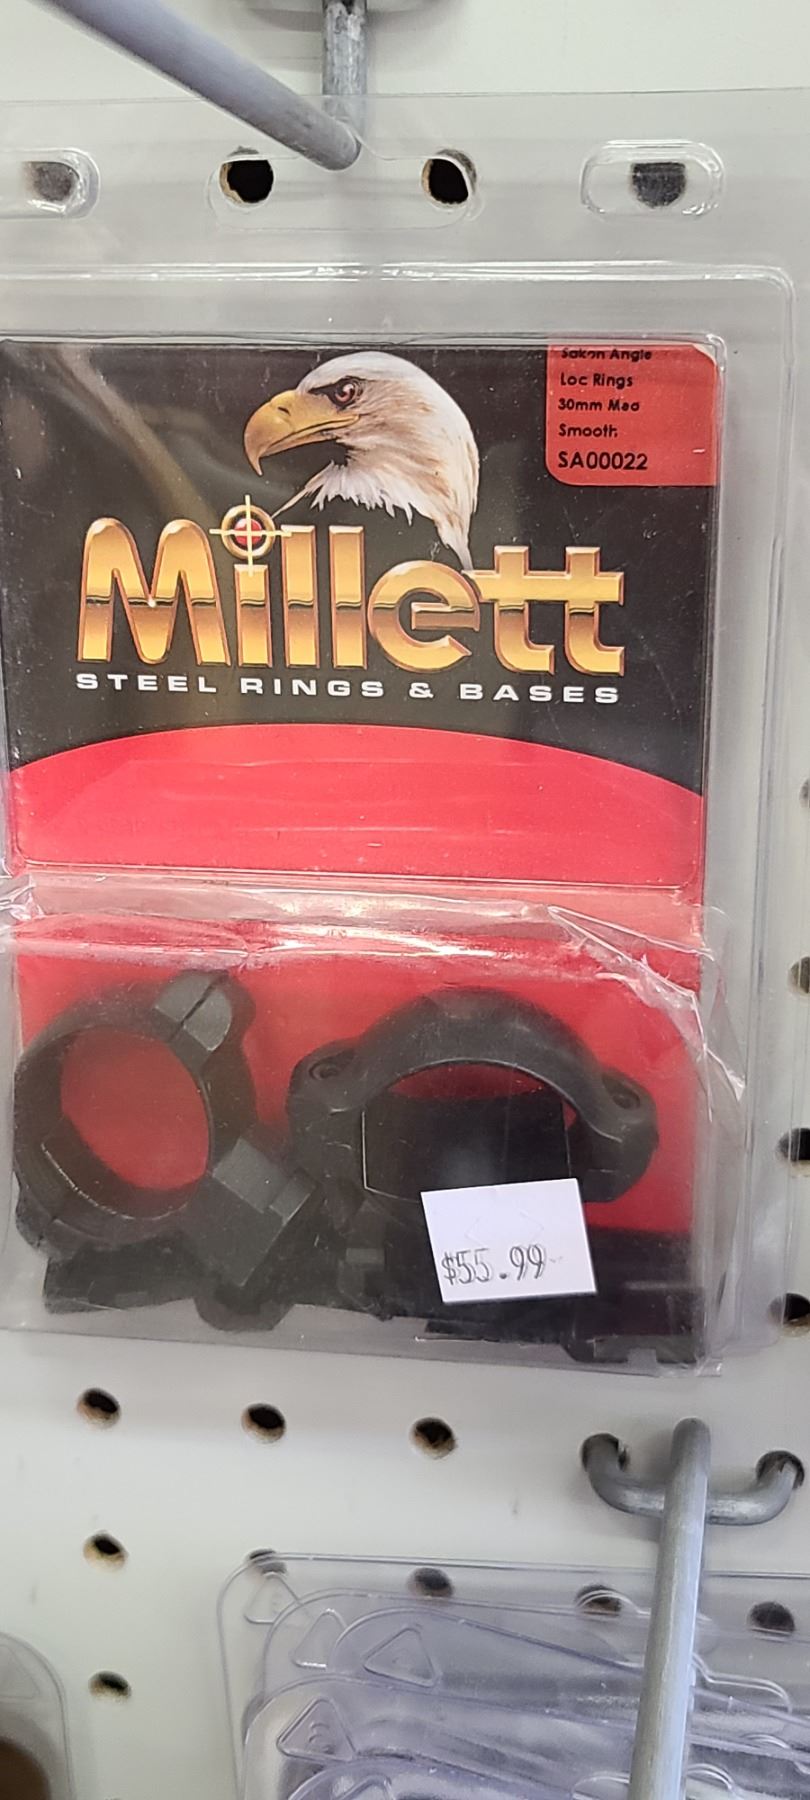 Sakon Angle
Loc Rings
30mm Med
Smooth
SA00022
Millett
STEEL RINGS & BASES
$55.99